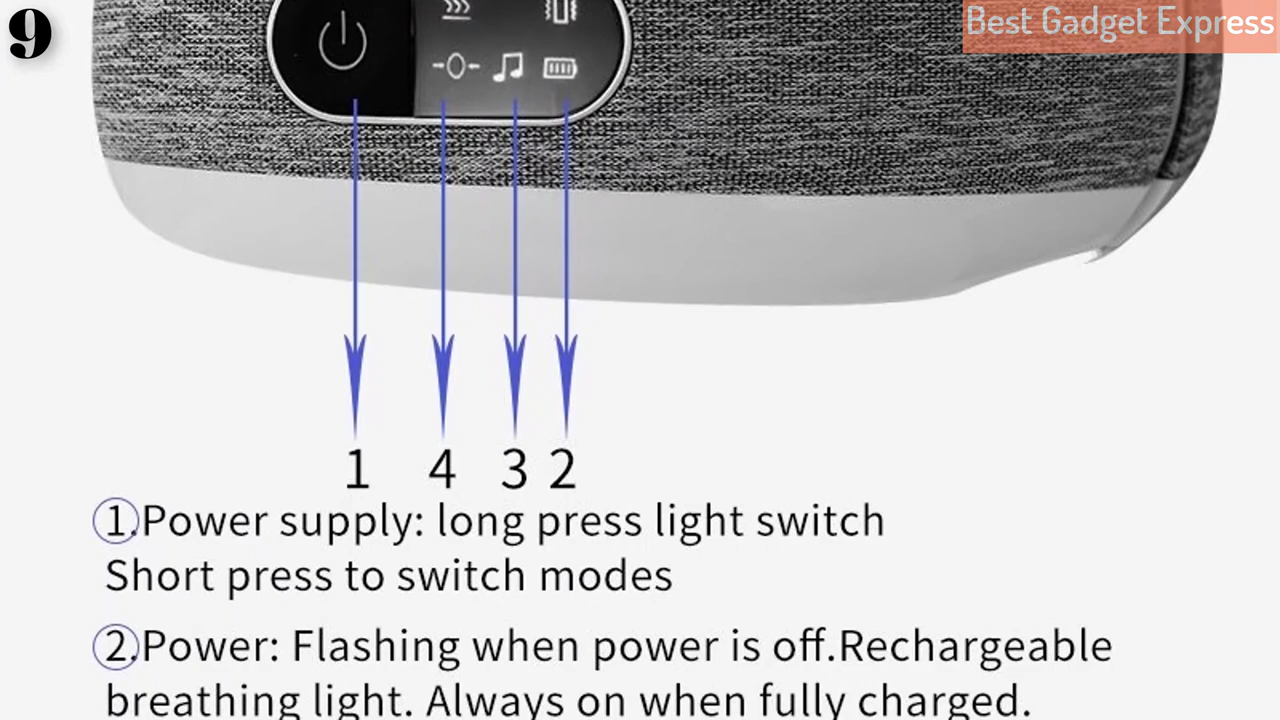 9
Best Gadget Express
1 4 3 2
1.Power supply: long press light switch
Short press to switch modes
2.Power: Flashing when power is off.Rechargeable
breathing light. Always on when fully charged.